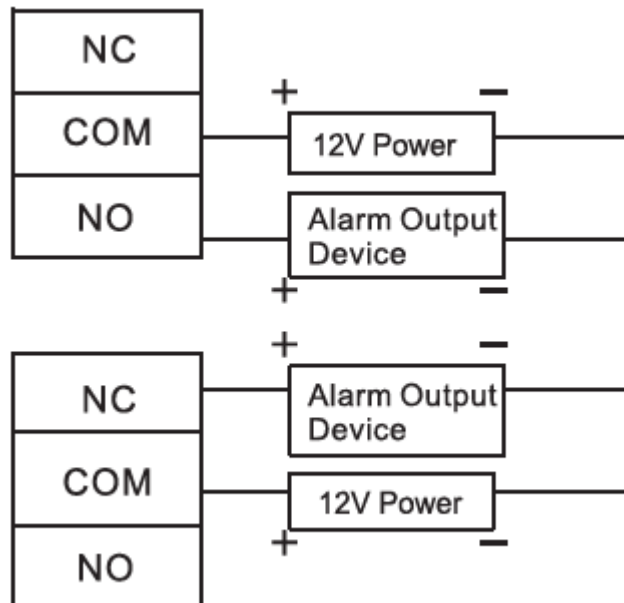 NC
COM
NO
+ −
12V Power
Alarm Output
Device
+ −
+ −
NC
COM
NO
Alarm Output
Device
12V Power
+ −